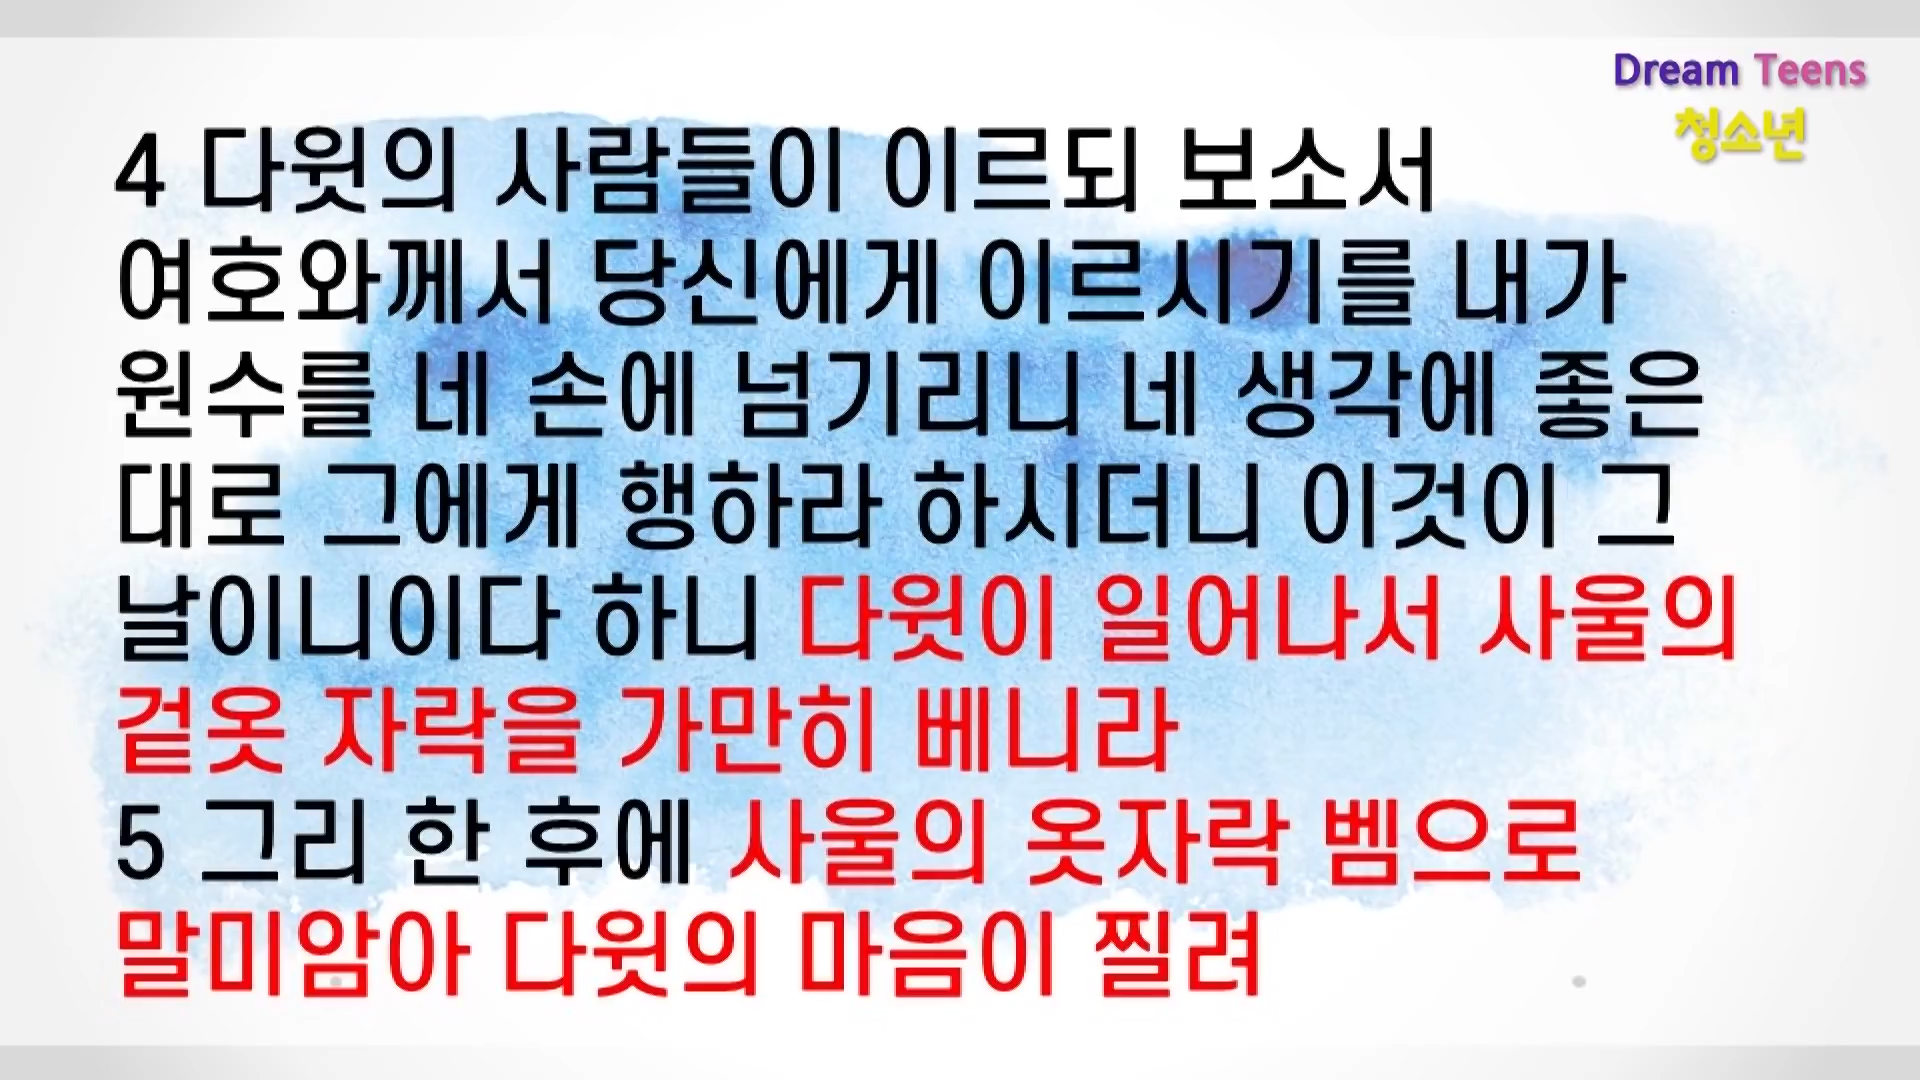 Dream Teens
청소년
4 다윗의 사람들이 이르되 보소서
여호와께서 당신에게 이르시기를 내가
원수를 네 손에 넘기리니 네 생각에 좋은
대로 그에게 행하라 하시더니 이것이 그
날이니이다 하니 다윗이 일어나서 사울의
겉옷 자락을 가만히 베니라
5 그리 한 후에 사울의 옷자락 벰으로
말미암아 다윗의 마음이 찔려